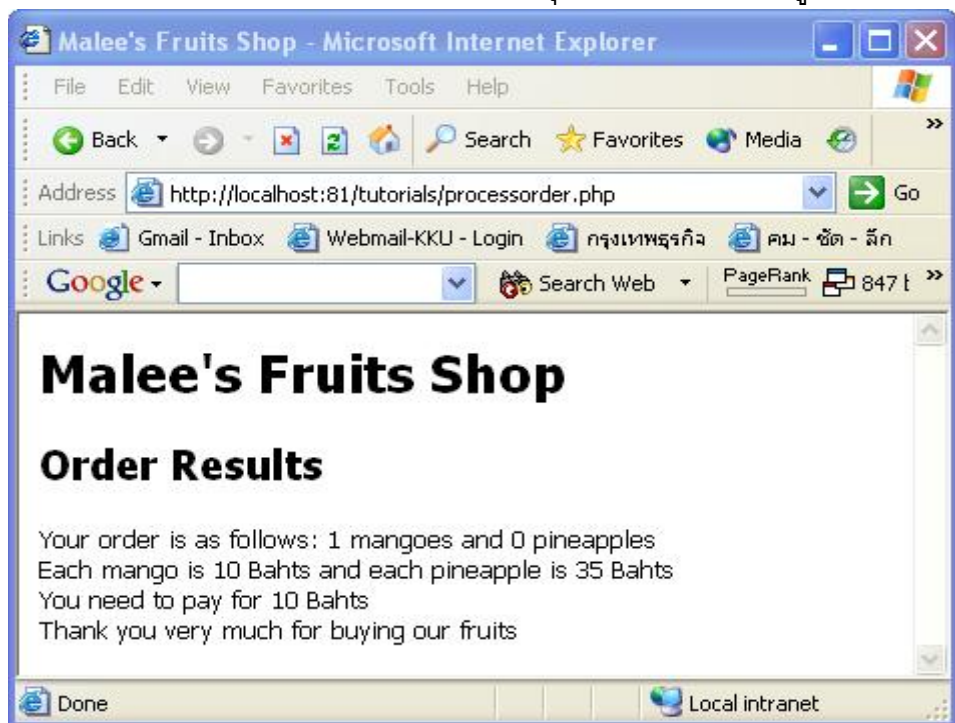 Malee's Fruits Shop - Microsoft Internet Explorer
File Edit View Favorites Tools Help
Back Search Favorites Media »
Address http://localhost:81/tutorials/processorder.php Go
Links Gmail - Inbox Webmail-KKU - Login กรุงเทพธุรกิจ คม - ชัด - ลึก
Google Search Web PageRank 847 »
Malee's Fruits Shop
Order Results
Your order is as follows: 1 mangoes and 0 pineapples
Each mango is 10 Bahts and each pineapple is 35 Bahts
You need to pay for 10 Bahts
Thank you very much for buying our fruits
Done Local intranet